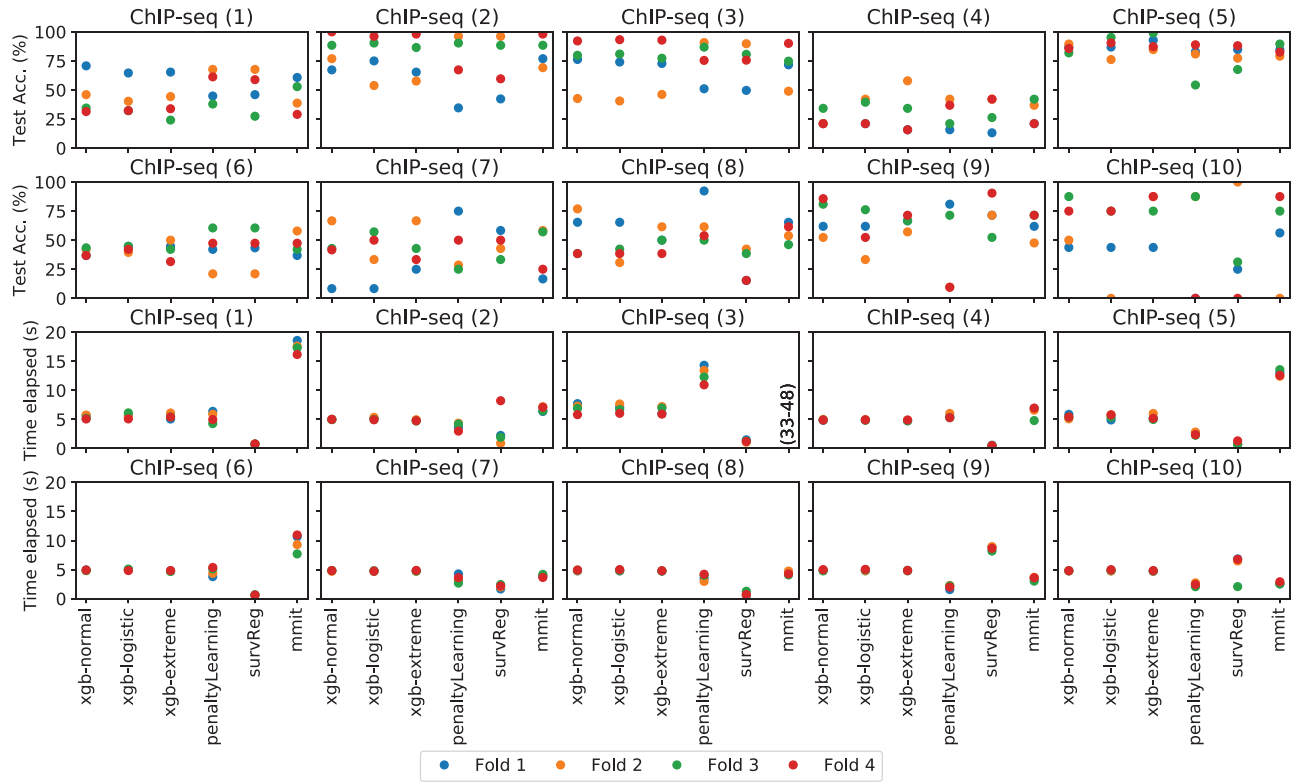 ChIP-seq (1) ChIP-seq (2) ChIP-seq (3) ChIP-seq (4) ChIP-seq (5)
Test Acc. (%)
100
75
50
25
0
ChIP-seq (6) ChIP-seq (7) ChIP-seq (8) ChIP-seq (9) ChIP-seq (10)
Test Acc. (%)
100
75
50
25
0
ChIP-seq (1) ChIP-seq (2) ChIP-seq (3) ChIP-seq (4) ChIP-seq (5)
Time elapsed (s)
20
15
10
5
0
(33-48)
ChIP-seq (6) ChIP-seq (7) ChIP-seq (8) ChIP-seq (9) ChIP-seq (10)
Time elapsed (s)
20
15
10
5
0
xgb-normal
xgb-logistic
xgb-extreme
penaltyLearning
survReg
mmit
xgb-normal
xgb-logistic
xgb-extreme
penaltyLearning
survReg
mmit
xgb-normal
xgb-logistic
xgb-extreme
penaltyLearning
survReg
mmit
xgb-normal
xgb-logistic
xgb-extreme
penaltyLearning
survReg
mmit
xgb-normal
xgb-logistic
xgb-extreme
penaltyLearning
survReg
mmit
Fold 1 Fold 2 Fold 3 Fold 4